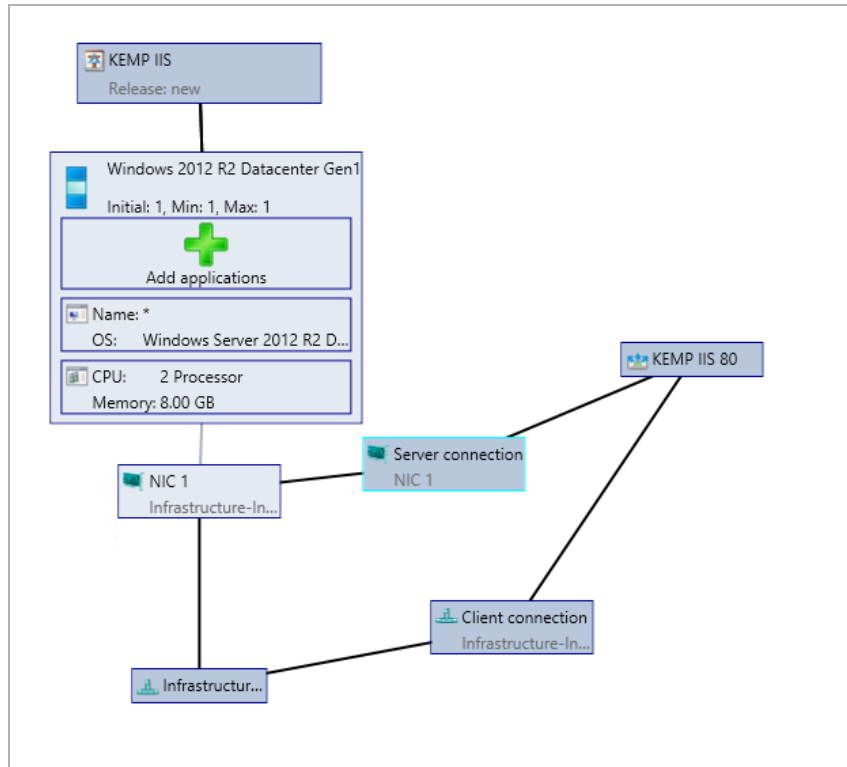 KEMP IIS
Release: new
Windows 2012 R2 Datacenter Gen1
Initial: 1, Min: 1, Max: 1
Add applications
Name: *
OS: Windows Server 2012 R2 D...
CPU: 2 Processor
Memory: 8.00 GB
KEMP IIS 80
Server connection
NIC 1
NIC 1
Infrastructure-In...
Client connection
Infrastructure-In...
Infrastructur...